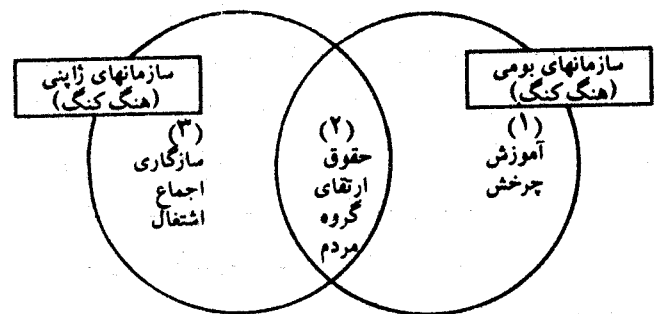 سازمانهای بومی
(هنگ کنگ)
(۱)
آموزش
چرخش
(۲)
حقوق
ارتقای
گروه
مردم
سازمانهای ژاپنی
(هنگ کنگ)
(۳)
سازگاری
اجماع
اشتغال